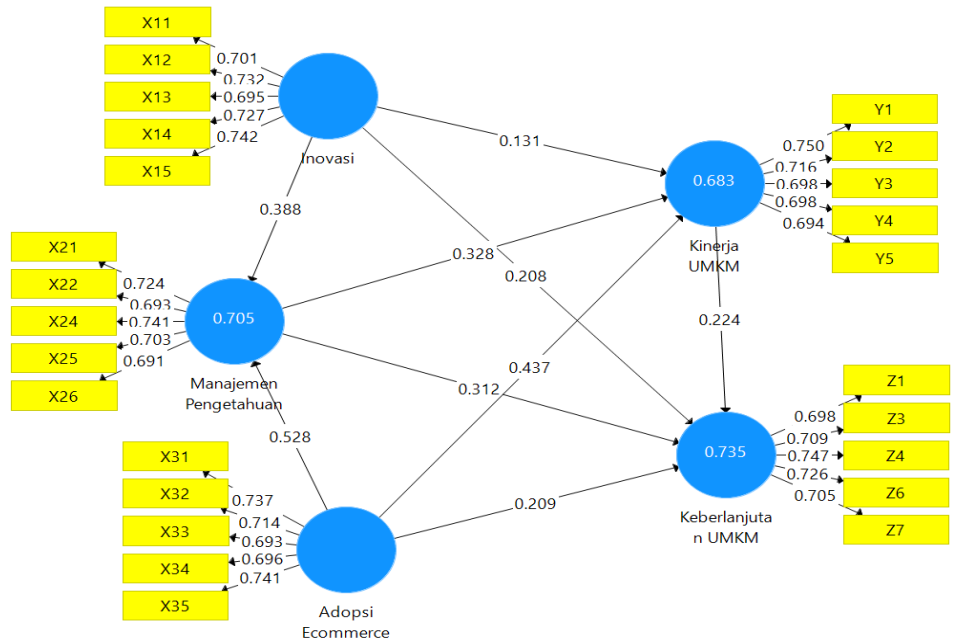 X11
X12
X13
X14
X15
0.701
0.732
0.695
0.727
0.742
Inovasi
0.131
0.388
0.208
Y1
Y2
Y3
Y4
Y5
0.750
0.716
0.698
0.698
0.694
0.683
Kinerja
UMKM
X21
X22
X24
X25
X26
0.724
0.693
0.741
0.703
0.691
0.705
Manajemen
Pengetahuan
0.328
0.312
0.224
0.437
0.528
0.209
X31
X32
X33
X34
X35
0.737
0.714
0.693
0.696
0.741
Adopsi
Ecommerce
Z1
Z3
Z4
Z6
Z7
0.698
0.709
0.747
0.726
0.705
0.735
Keberlanjuta
n UMKM